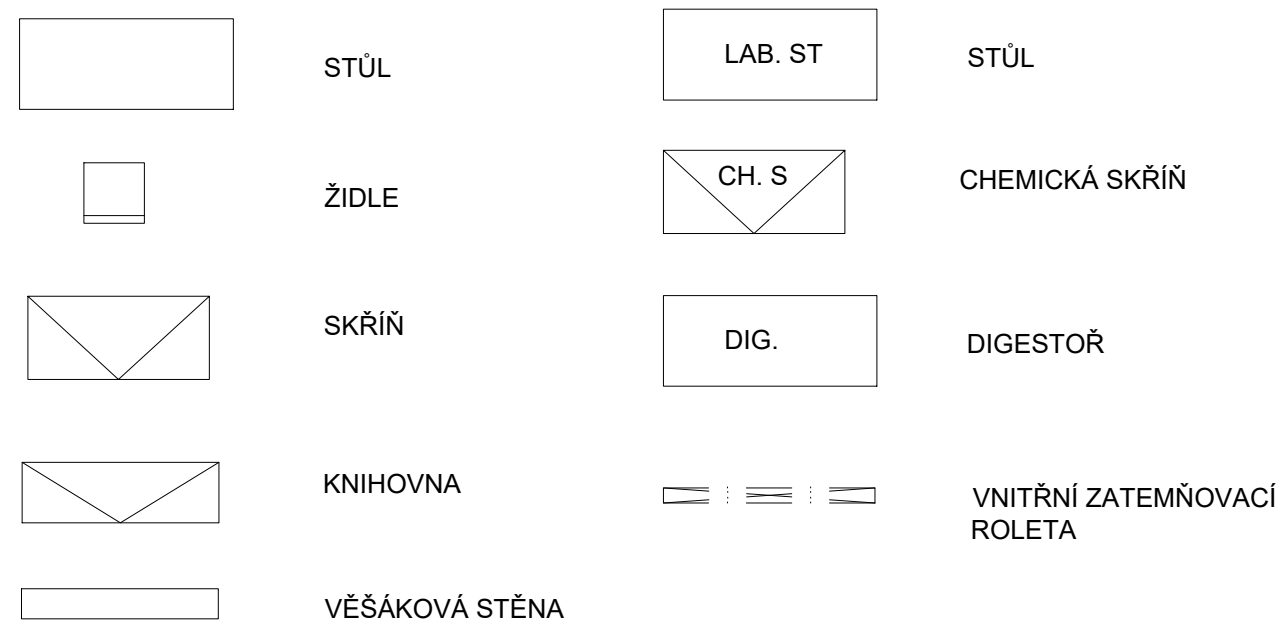 STŮL
ŽIDLE
SKŘÍŇ
KNIHOVNA
VĚŠÁKOVÁ STĚNA
LAB. ST
STŮL
CH. S
CHEMICKÁ SKŘÍŇ
DIG.
DIGESTOŘ
VNITŘNÍ ZATEMŇOVACÍ
ROLETA